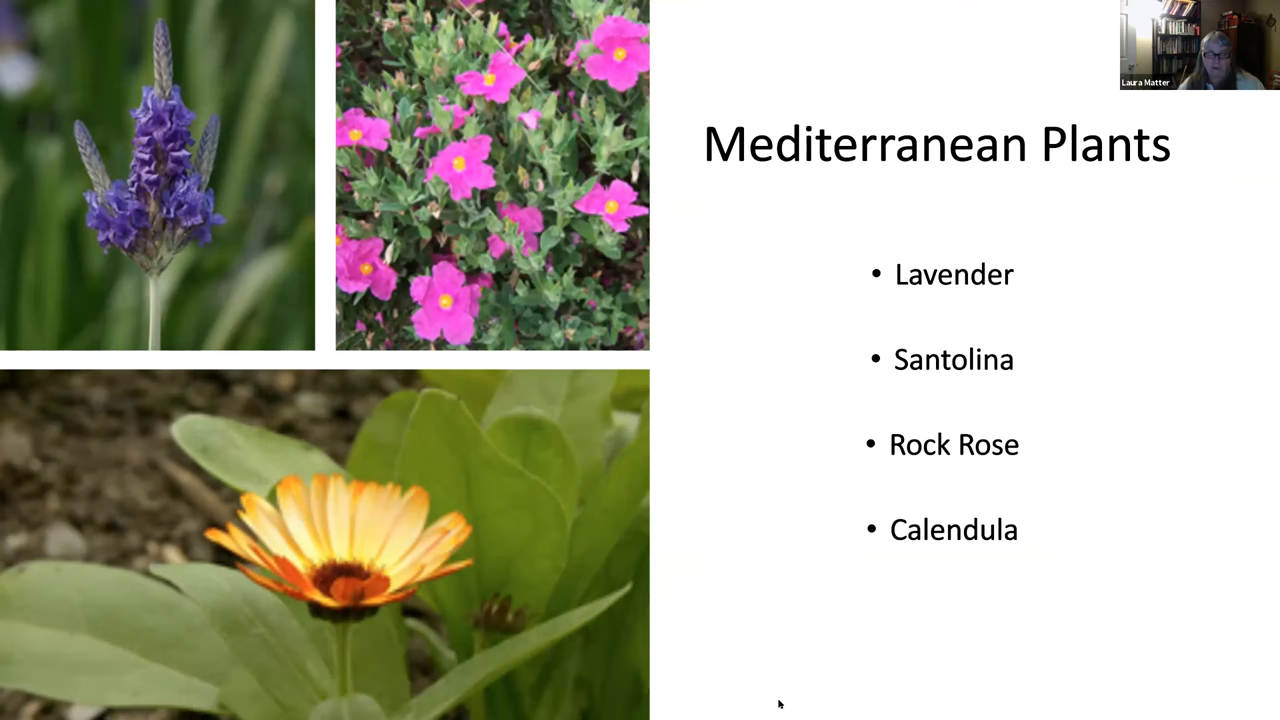 Laura Matter
Mediterranean Plants
• Lavender
• Santolina
• Rock Rose
• Calendula